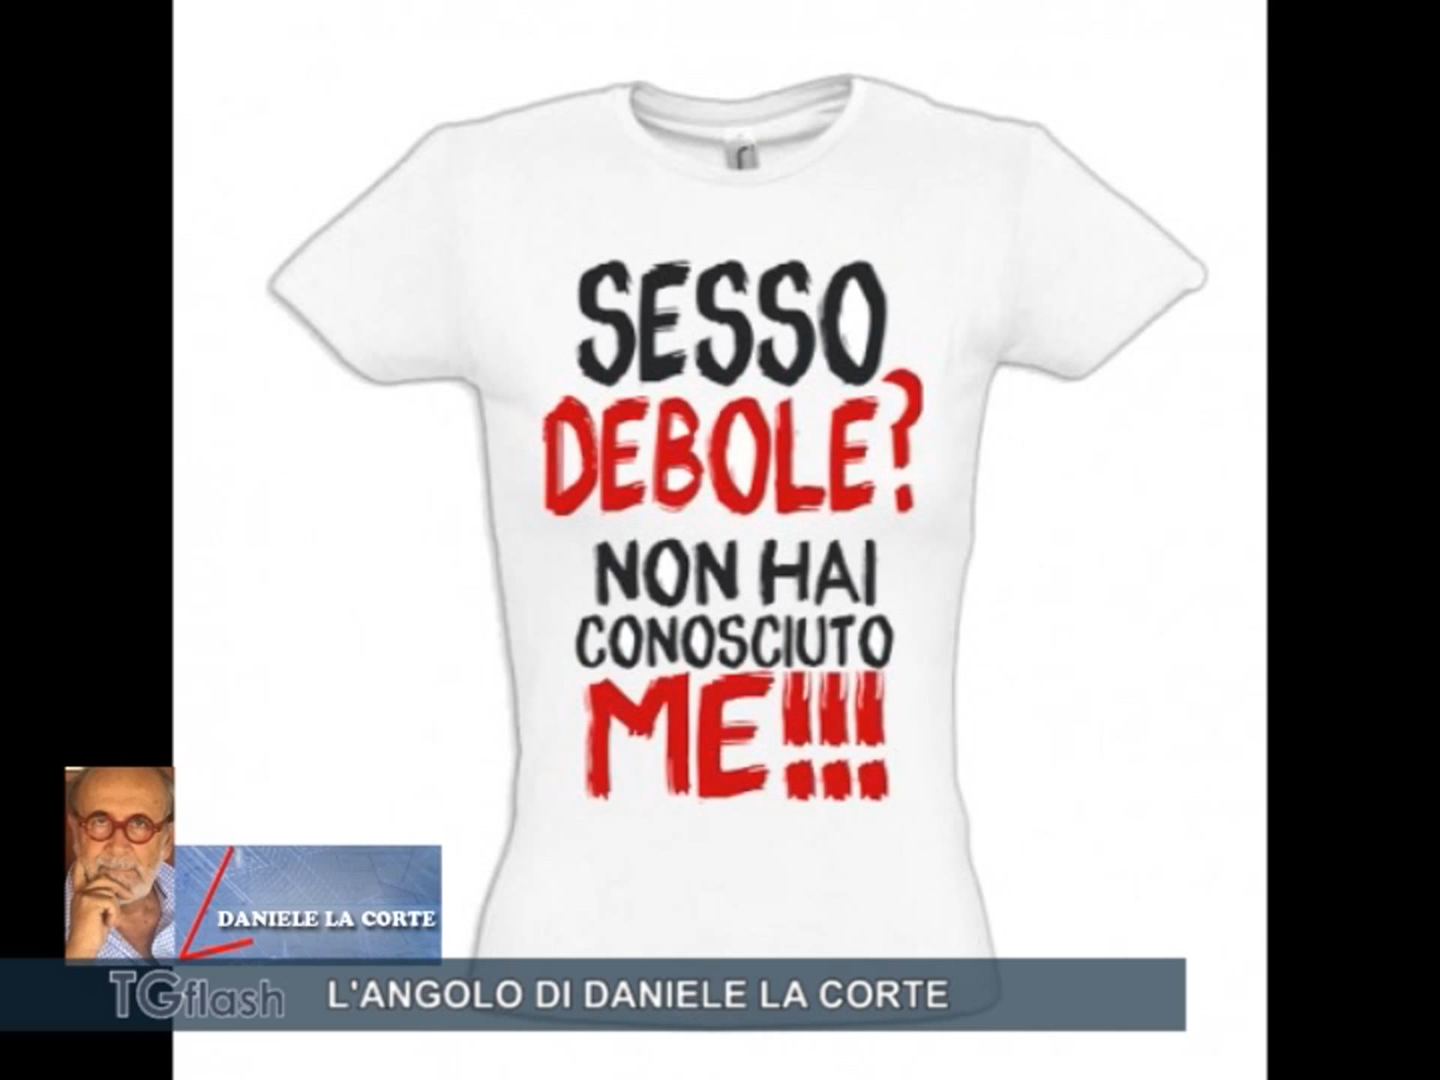 SESSO
DEBOLE?
NON HAI
CONOSCIUTO
ME!!!
DANIELE LA CORTE
TGflash L'ANGOLO DI DANIELE LA CORTE